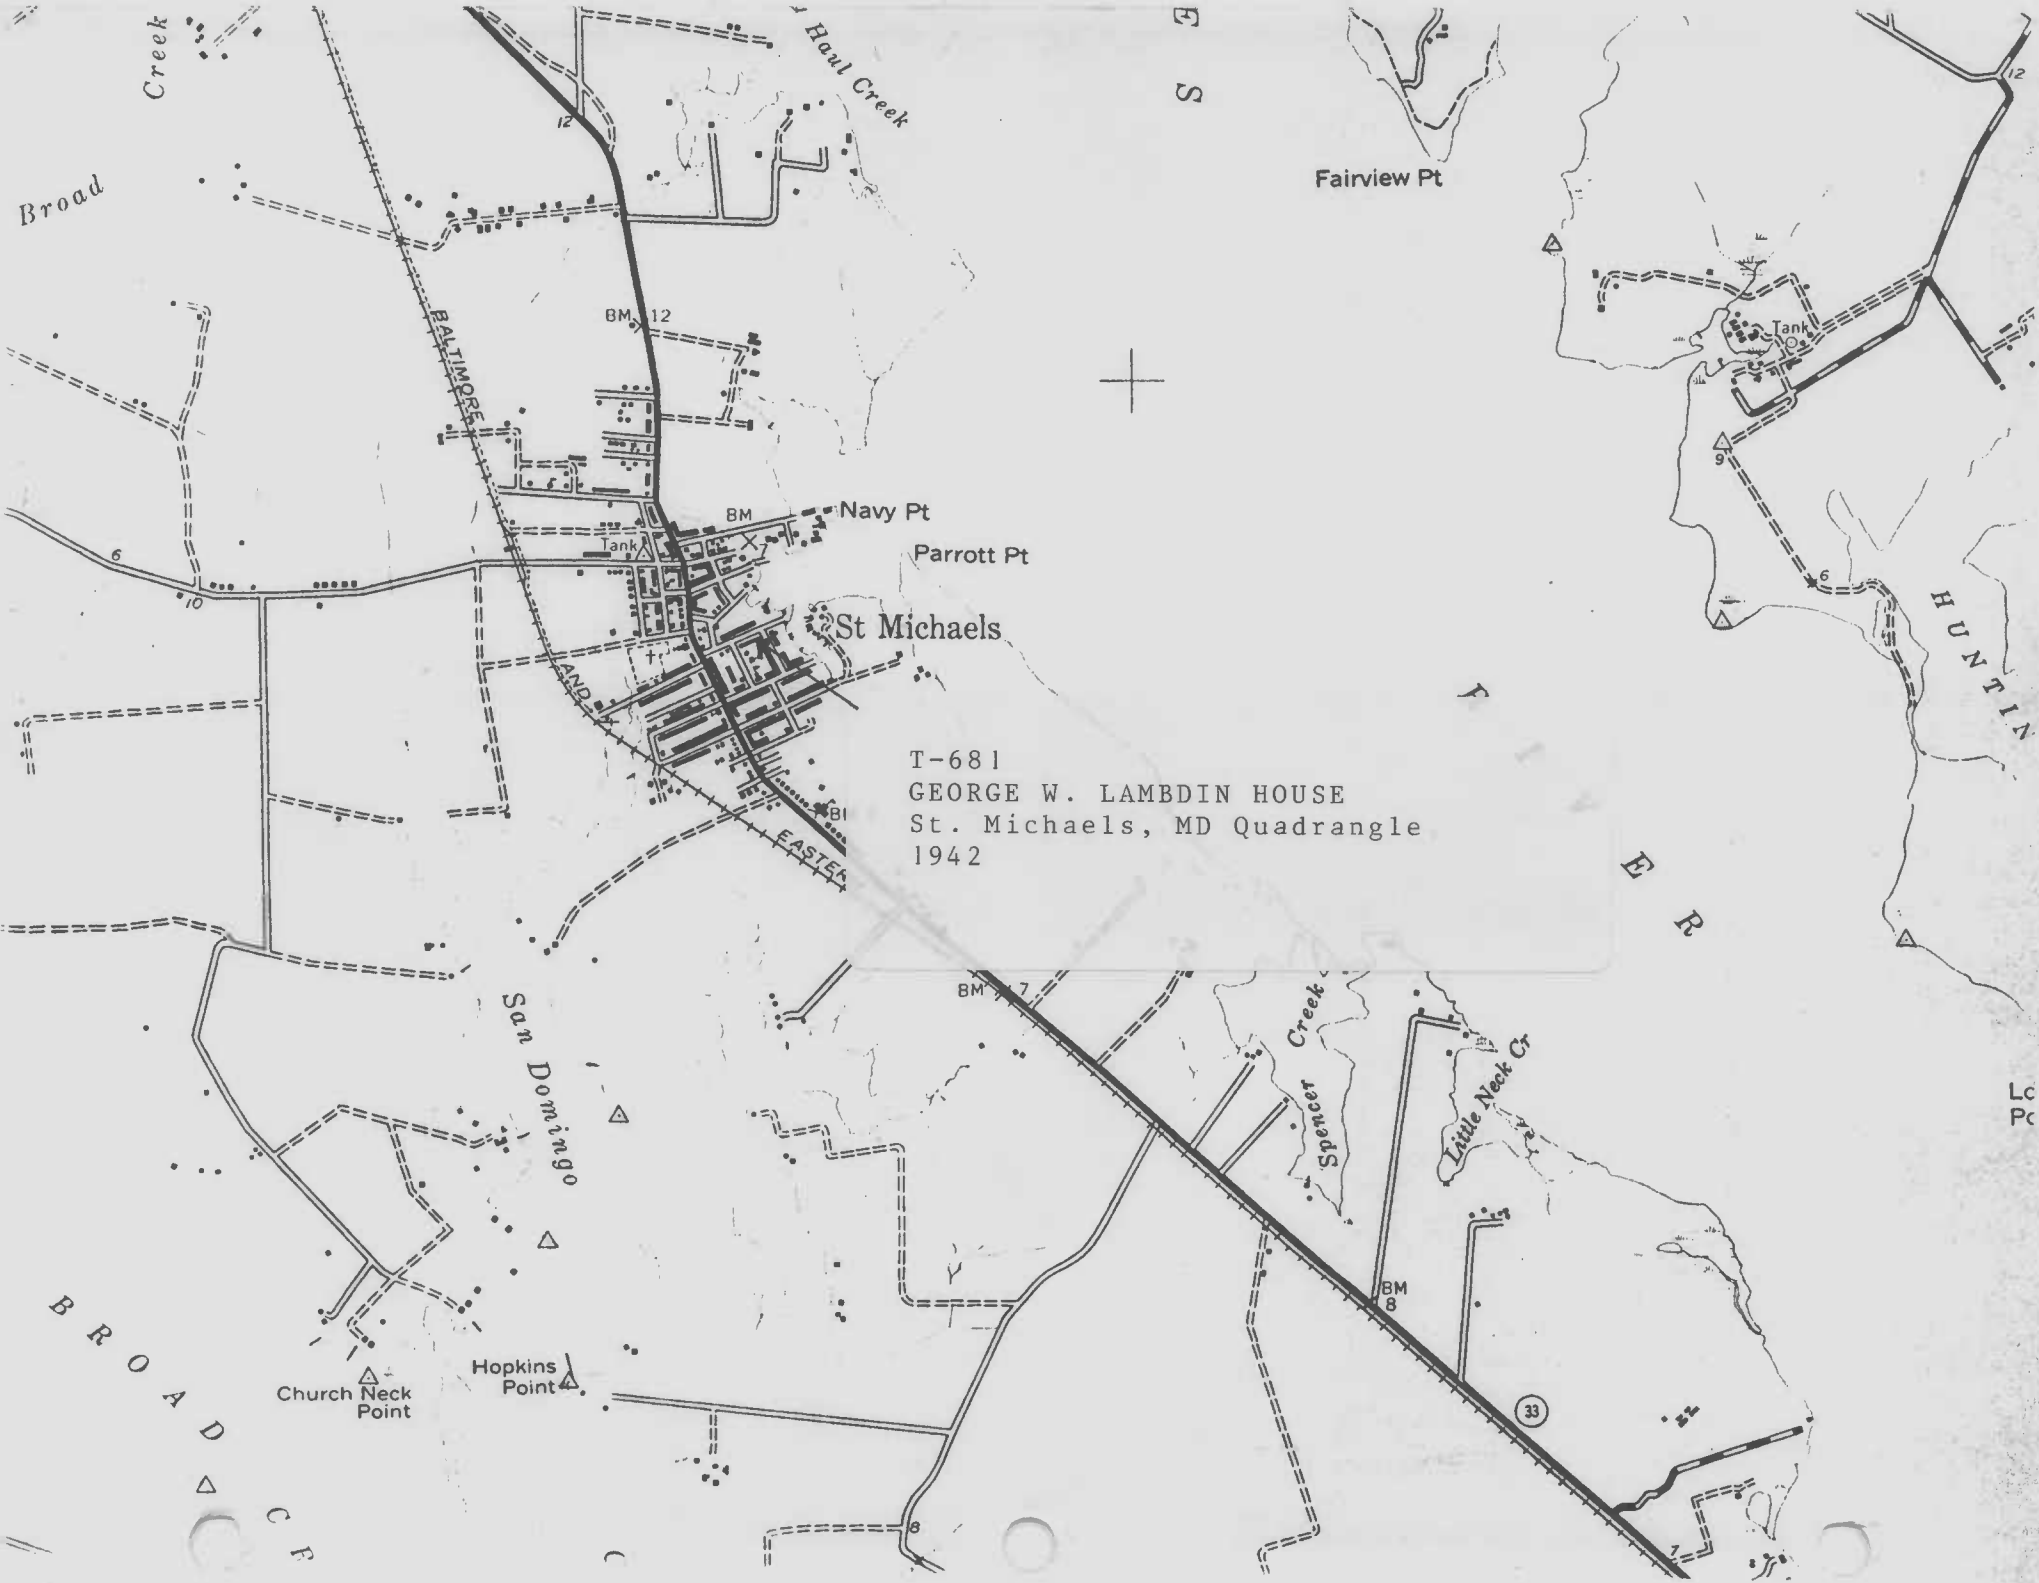 Creek
Broad
Haul Creek
12
E
S
Fairview Pt
12
BALTIMORE
BM 12
Tank
9
6
HUNTIN
Navy Pt
BM
7
Parrott Pt
Tank
6
10
St Michaels
AND
F
E
R
T-681
GEORGE W. LAMBDIN HOUSE
St. Michaels, MD Quadrangle
1942
EASTER
San Domingo
BM 7
Creek
Spencer
Little Neck Cr
BM
8
33
BROAD
Church Neck
Point
Hopkins
Point
8
7